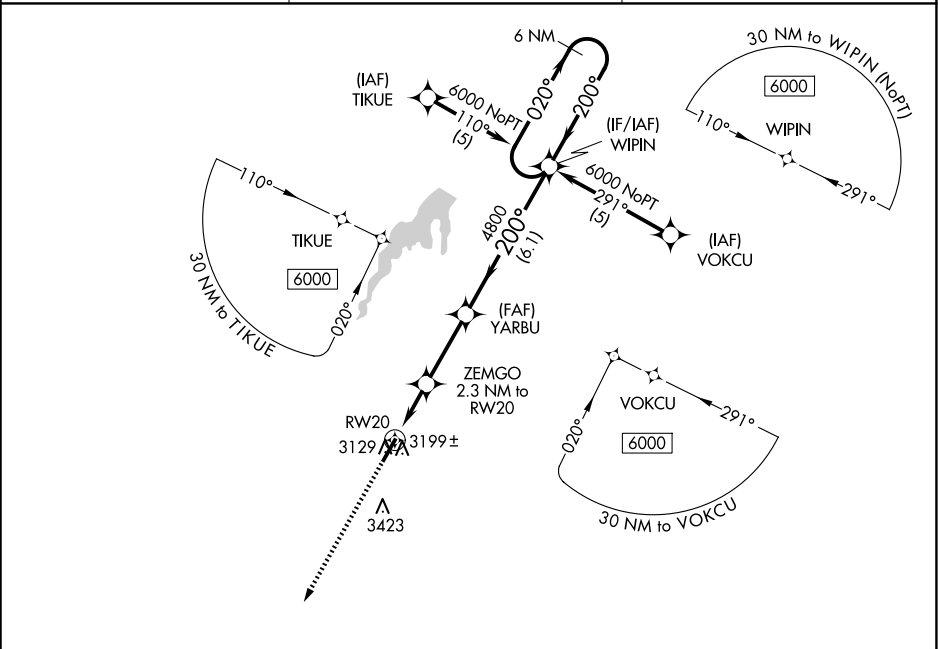 6 NM
30 NM to WIPIN (NoPT)
6000
110°
WIPIN
291°
(IAF)
TIKUE
6000 NoPT
110°
(5)
020°
200°
(IF/IAF)
WIPIN
6000 NoPT
291°
(5)
(IAF)
VOKCU
110°
TIKUE
6000
020°
30 NM to TIKUE
4800
200°
(6.1)
(FAF)
YARBU
ZEMGO
2.3 NM to
RW20
RW20
3129
3199±
3423
VOKCU
291°
6000
020°
30 NM to VOKCU